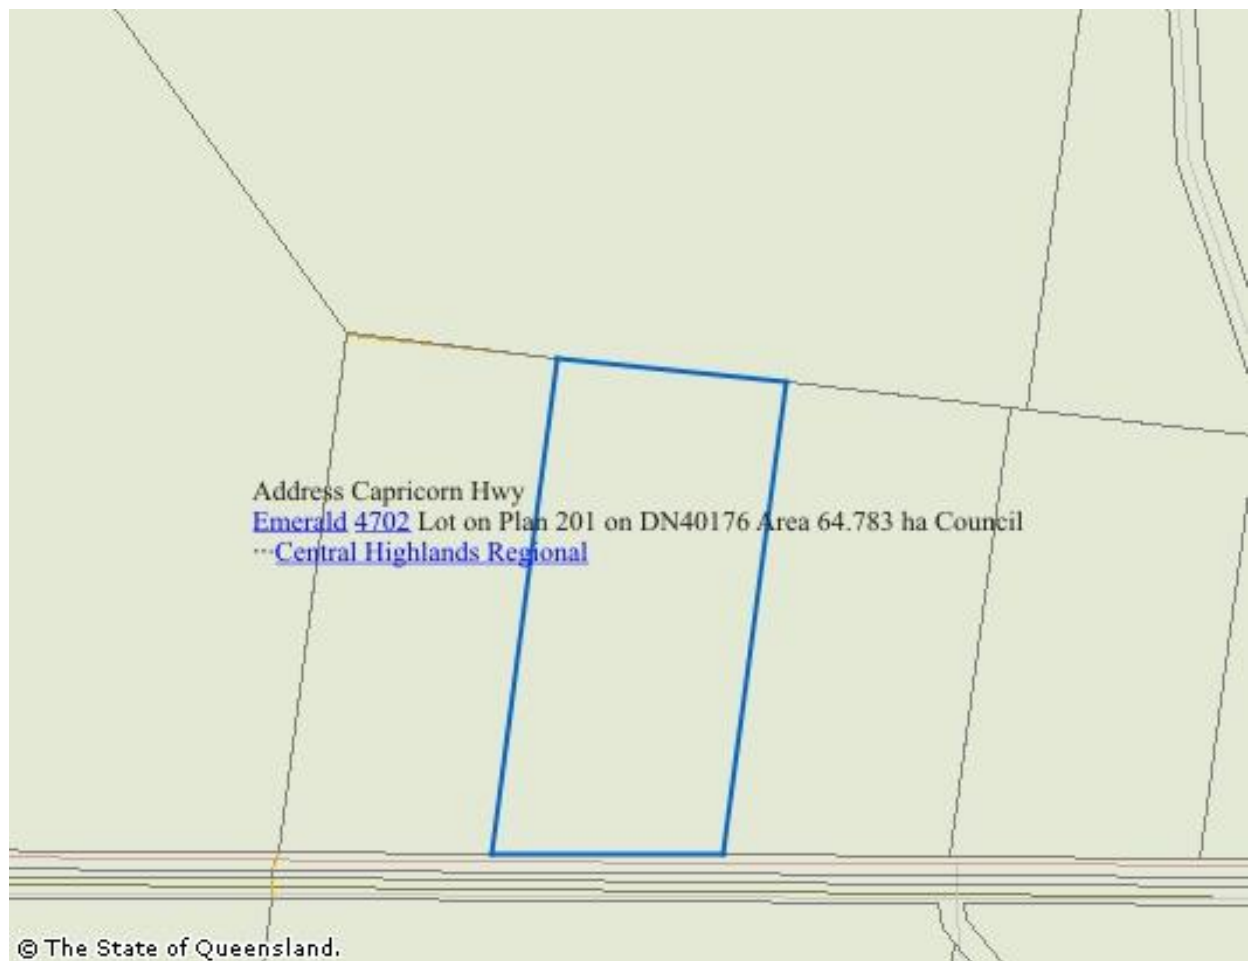 Address Capricorn Hwy
Emerald 4702 Lot on Plan 201 on DN40176 Area 64.783 ha Council
···Central Highlands Regional
© The State of Queensland.